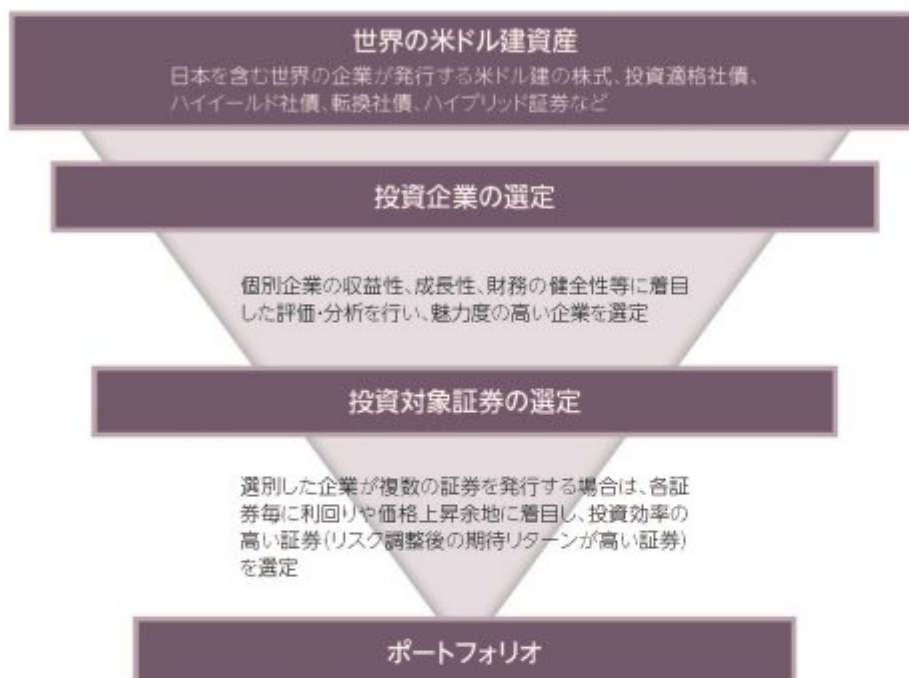 世界の米ドル建資産
日本を含む世界の企業が発行する米ドル建の株式、投資適格社債、
ハイイールド社債、転換社債、ハイブリッド証券など
投資企業の選定
個別企業の収益性、成長性、財務の健全性等に着目
した評価・分析を行い、魅力度の高い企業を選定
投資対象証券の選定
選別した企業が複数の証券を発行する場合は、各証
券毎に利回りや価格上昇余地に着目し、投資効率の
高い証券(リスク調整後の期待リターンが高い証券)
を選定
ポートフォリオ